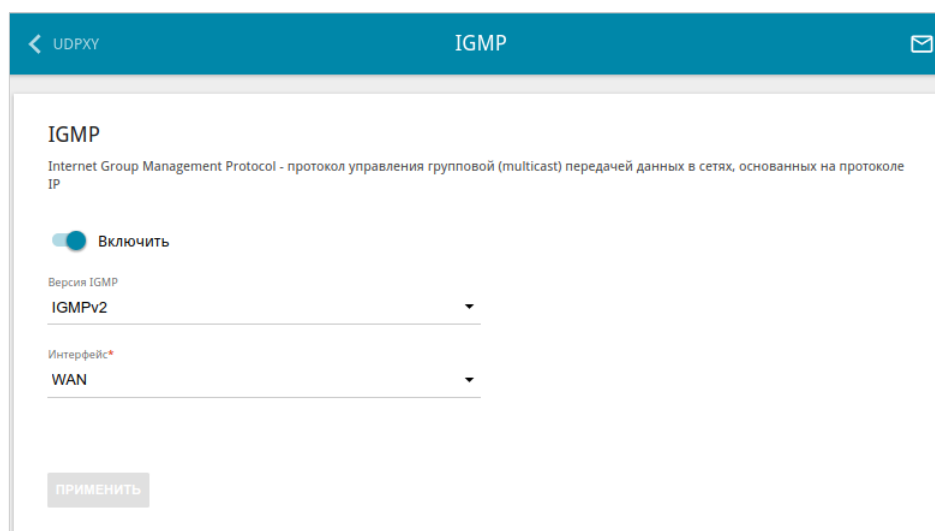 UDPXY
IGMP
IGMP
Internet Group Management Protocol - протокол управления групповой (multicast) передачей данных в сетях, основанных на протоколе
IP
Включить
Версия IGMP
IGMPv2
Интерфейс*
WAN
ПРИМЕНИТЬ